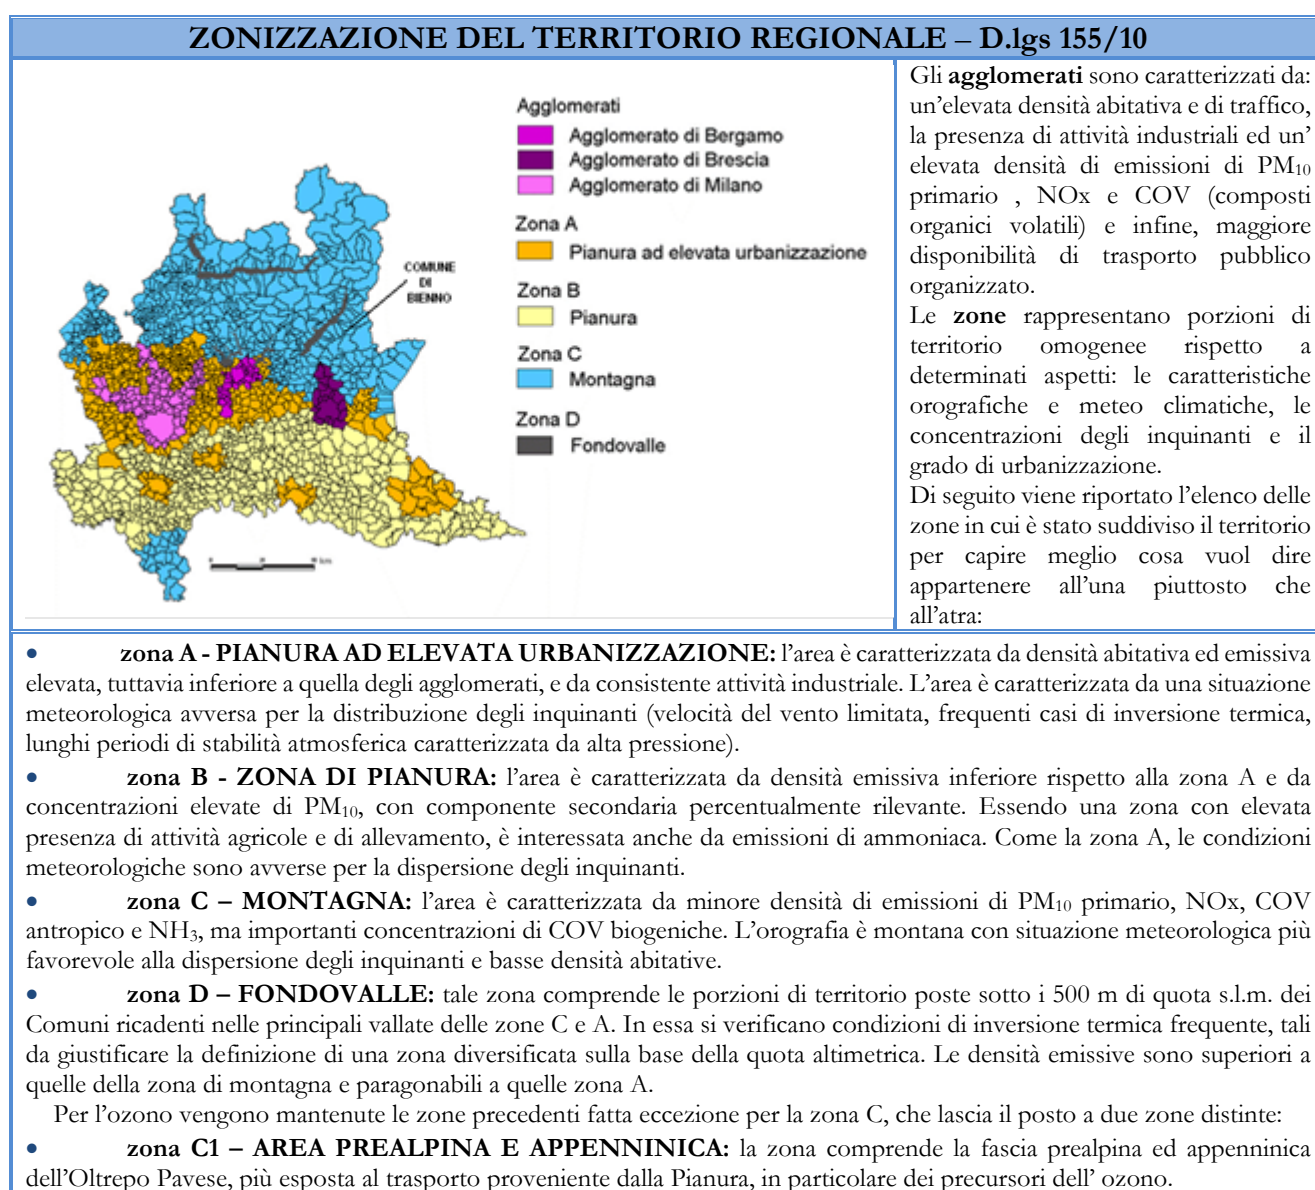 ZONIZZAZIONE DEL TERRITORIO REGIONALE – D.lgs 155/10
Agglomerati
Agglomerato di Bergamo
Agglomerato di Brescia
Agglomerato di Milano
Zona A
Pianura ad elevata urbanizzazione
Zona B
Pianura
Zona C
Montagna
Zona D
Fondovalle
COMUNE
DI
BIENNO
Gli agglomerati sono caratterizzati da:
un'elevata densità abitativa e di traffico,
la presenza di attività industriali ed un'
elevata densità di emissioni di PM₁₀
primario , NOx e COV (composti
organici volatili) e infine, maggiore
disponibilità di trasporto pubblico
organizzato.
Le zone rappresentano porzioni di
territorio omogenee rispetto a
determinati aspetti: le caratteristiche
orografiche e meteo climatiche, le
concentrazioni degli inquinanti e il
grado di urbanizzazione.
Di seguito viene riportato l'elenco delle
zone in cui è stato suddiviso il territorio
per capire meglio cosa vuol dire
appartenere all'una piuttosto che
all'atra:
• zona A - PIANURA AD ELEVATA URBANIZZAZIONE: l'area è caratterizzata da densità abitativa ed emissiva
elevata, tuttavia inferiore a quella degli agglomerati, e da consistente attività industriale. L'area è caratterizzata da una situazione
meteorologica avversa per la distribuzione degli inquinanti (velocità del vento limitata, frequenti casi di inversione termica,
lunghi periodi di stabilità atmosferica caratterizzata da alta pressione).
• zona B - ZONA DI PIANURA: l'area è caratterizzata da densità emissiva inferiore rispetto alla zona A e da
concentrazioni elevate di PM₁₀, con componente secondaria percentualmente rilevante. Essendo una zona con elevata
presenza di attività agricole e di allevamento, è interessata anche da emissioni di ammoniaca. Come la zona A, le condizioni
meteorologiche sono avverse per la dispersione degli inquinanti.
• zona C – MONTAGNA: l'area è caratterizzata da minore densità di emissioni di PM₁₀ primario, NOx, COV
antropico e NH₃, ma importanti concentrazioni di COV biogeniche. L'orografia è montana con situazione meteorologica più
favorevole alla dispersione degli inquinanti e basse densità abitative.
• zona D – FONDOVALLE: tale zona comprende le porzioni di territorio poste sotto i 500 m di quota s.l.m. dei
Comuni ricadenti nelle principali vallate delle zone C e A. In essa si verificano condizioni di inversione termica frequente, tali
da giustificare la definizione di una zona diversificata sulla base della quota altimetrica. Le densità emissive sono superiori a
quelle della zona di montagna e paragonabili a quelle zona A.
Per l'ozono vengono mantenute le zone precedenti fatta eccezione per la zona C, che lascia il posto a due zone distinte:
• zona C1 – AREA PREALPINA E APPENNINICA: la zona comprende la fascia prealpina ed appenninica
dell'Oltrepo Pavese, più esposta al trasporto proveniente dalla Pianura, in particolare dei precursori dell' ozono.